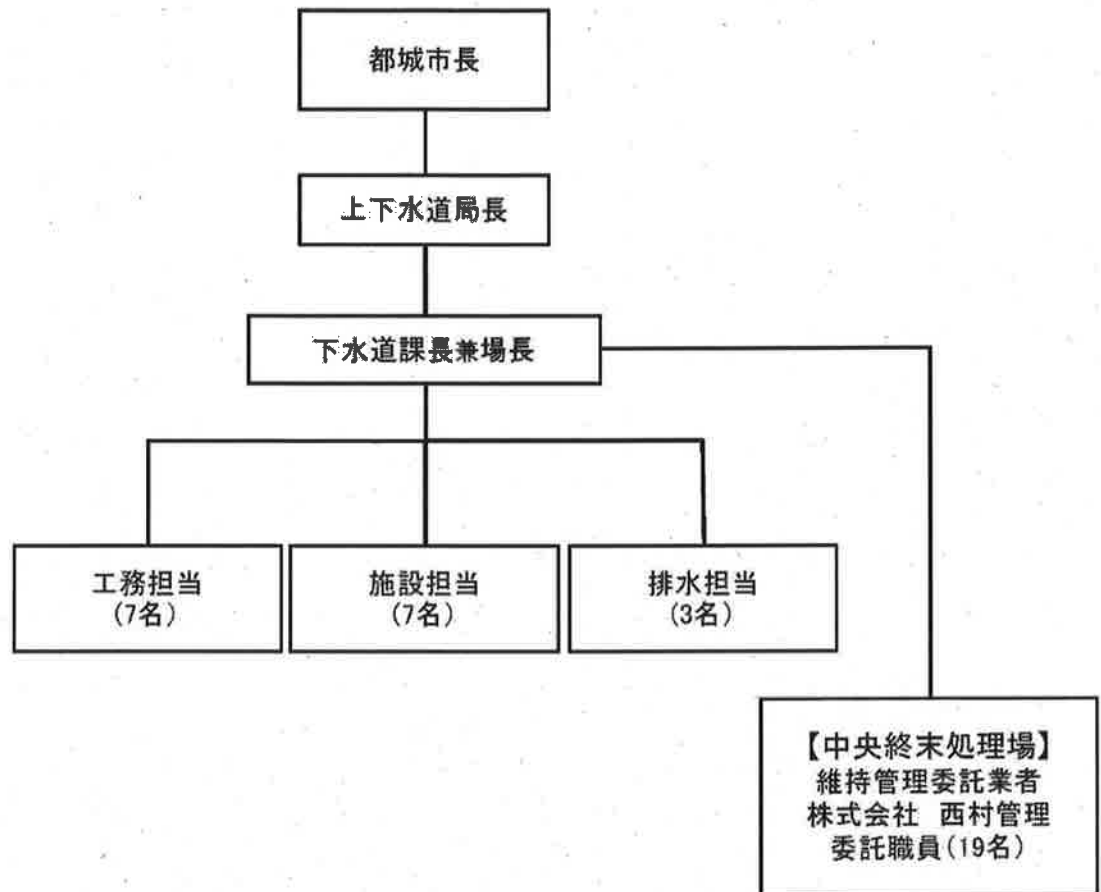 都城市長
上下水道局長
下水道課長兼場長
工務担当
(7名)
施設担当
(7名)
排水担当
(3名)
【中央終末処理場】
維持管理委託業者
株式会社 西村管理
委託職員(19名)